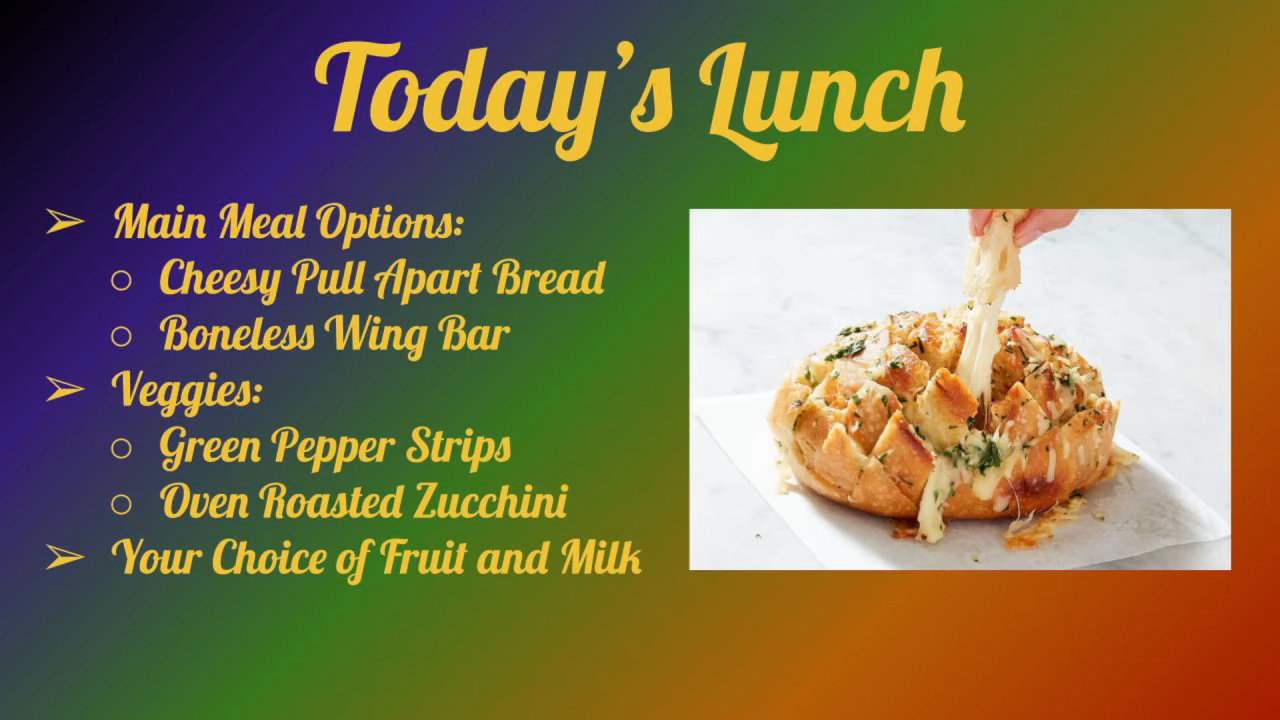 Today's Lunch
➢ Main Meal Options:
○ Cheesy Pull Apart Bread
○ Boneless Wing Bar
➢ Veggies:
○ Green Pepper Strips
○ Oven Roasted Zucchini
➢ Your Choice of Fruit and Milk